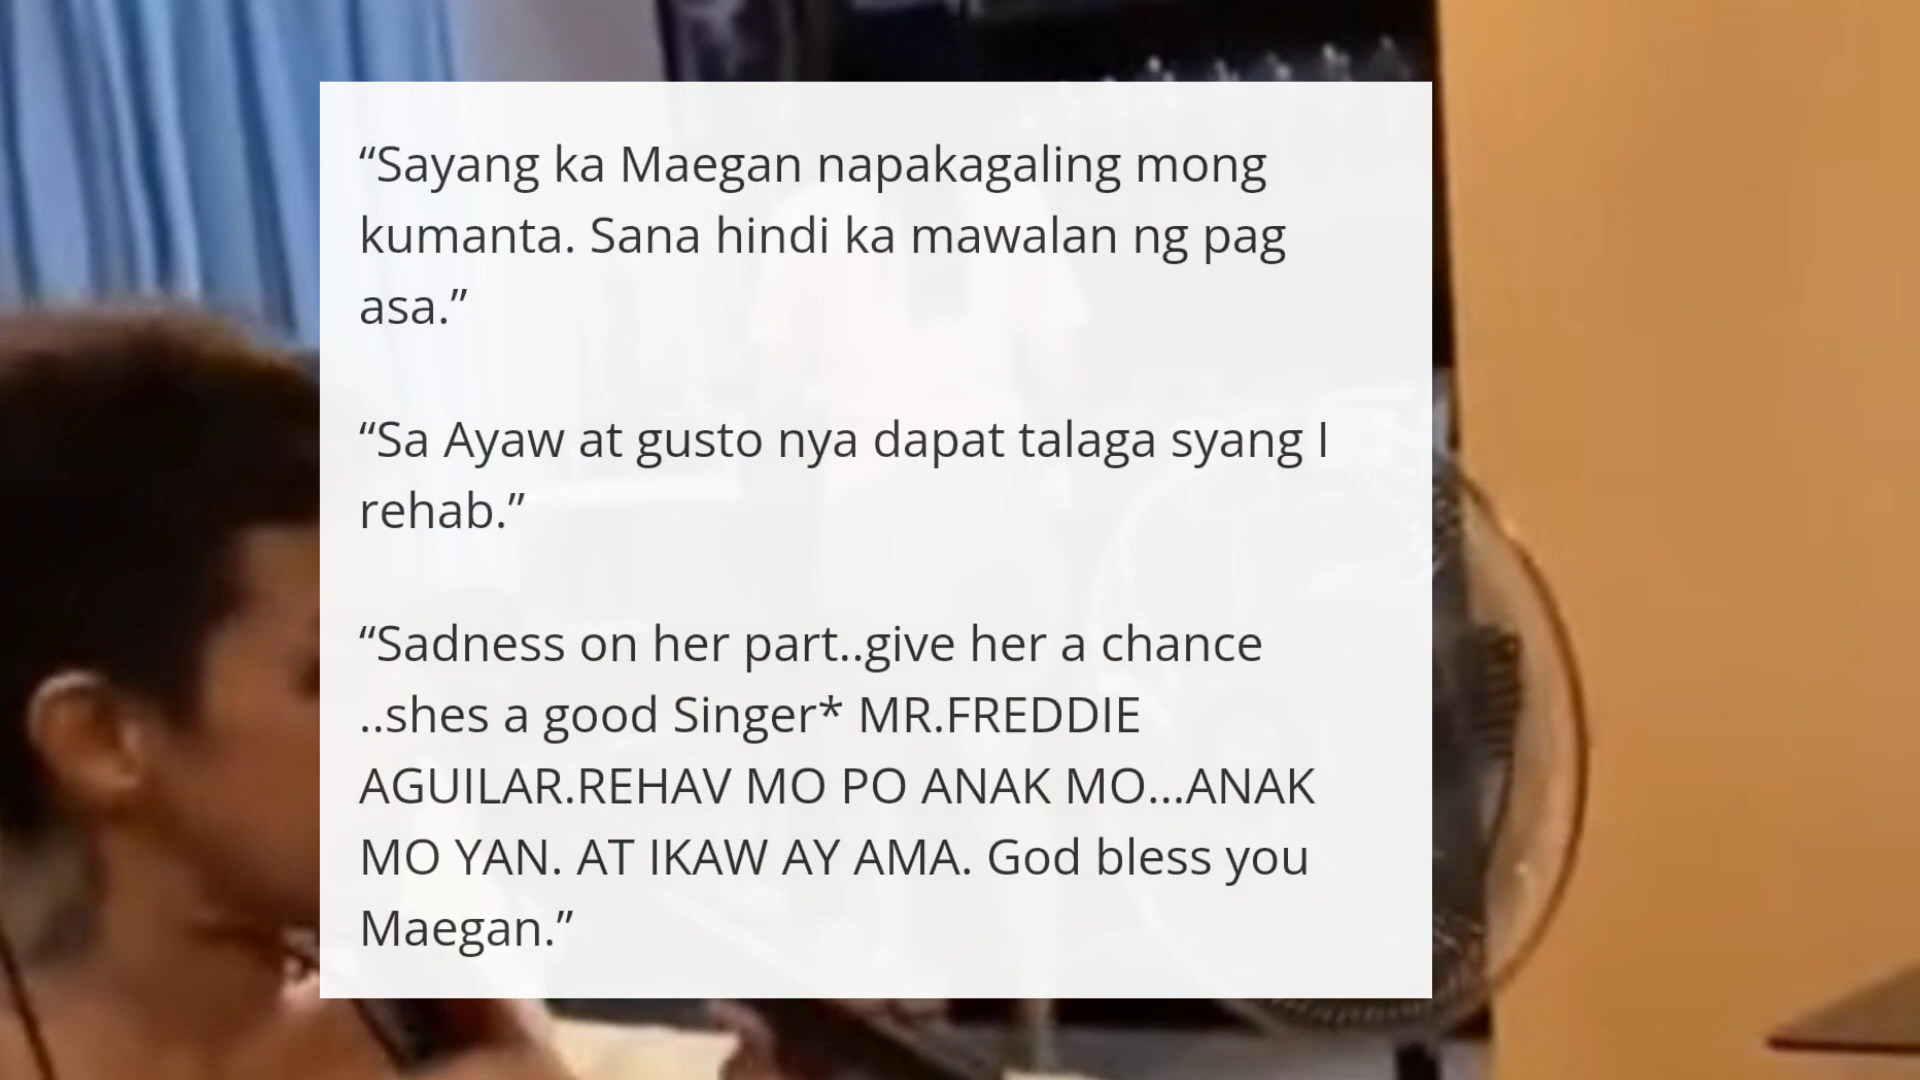 “Sayang ka Maegan napakagaling mong
kumanta. Sana hindi ka mawalan ng pag
asa.”
“Sa Ayaw at gusto nya dapat talaga syang I
rehab.”
“Sadness on her part..give her a chance
..shes a good Singer* MR.FREDDIE
AGUILAR.REHAV MO PO ANAK MO...ANAK
MO YAN. AT IKAW AY AMA. God bless you
Maegan.”